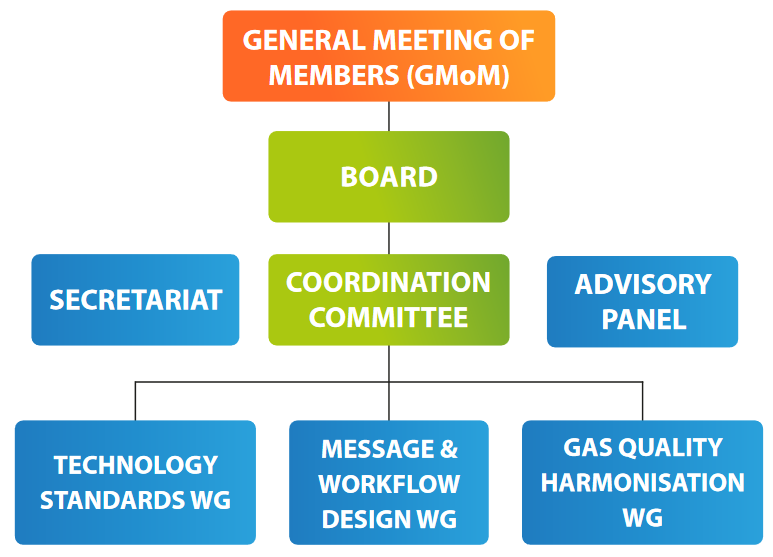 GENERAL MEETING OF
MEMBERS (GMoM)
BOARD
SECRETARIAT
COORDINATION
COMMITTEE
ADVISORY
PANEL
TECHNOLOGY
STANDARDS WG
MESSAGE &
WORKFLOW
DESIGN WG
GAS QUALITY
HARMONISATION
WG